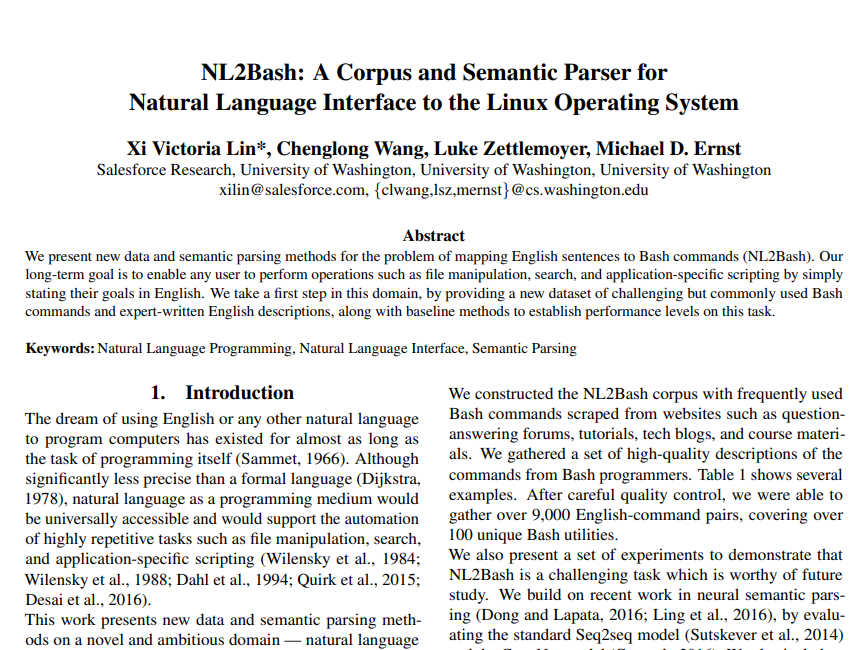 NL2Bash: A Corpus and Semantic Parser for
Natural Language Interface to the Linux Operating System
Xi Victoria Lin*, Chenglong Wang, Luke Zettlemoyer, Michael D. Ernst
Salesforce Research, University of Washington, University of Washington, University of Washington
xilin@salesforce.com, {clwang,lsz,mernst}@cs.washington.edu
Abstract
We present new data and semantic parsing methods for the problem of mapping English sentences to Bash commands (NL2Bash). Our
long-term goal is to enable any user to perform operations such as file manipulation, search, and application-specific scripting by simply
stating their goals in English. We take a first step in this domain, by providing a new dataset of challenging but commonly used Bash
commands and expert-written English descriptions, along with baseline methods to establish performance levels on this task.
Keywords: Natural Language Programming, Natural Language Interface, Semantic Parsing
1. Introduction
The dream of using English or any other natural language
to program computers has existed for almost as long as
the task of programming itself (Sammet, 1966). Although
significantly less precise than a formal language (Dijkstra,
1978), natural language as a programming medium would
be universally accessible and would support the automation
of highly repetitive tasks such as file manipulation, search,
and application-specific scripting (Wilensky et al., 1984;
Wilensky et al., 1988; Dahl et al., 1994; Quirk et al., 2015;
Desai et al., 2016).
This work presents new data and semantic parsing meth-
ods on a novel and ambitious domain — natural language
We constructed the NL2Bash corpus with frequently used
Bash commands scraped from websites such as question-
answering forums, tutorials, tech blogs, and course materi-
als. We gathered a set of high-quality descriptions of the
commands from Bash programmers. Table 1 shows several
examples. After careful quality control, we were able to
gather over 9,000 English-command pairs, covering over
100 unique Bash utilities.
We also present a set of experiments to demonstrate that
NL2Bash is a challenging task which is worthy of future
study. We build on recent work in neural semantic pars-
ing (Dong and Lapata, 2016; Ling et al., 2016), by evalu-
ating the standard Seq2seq model (Sutskever et al., 2014)